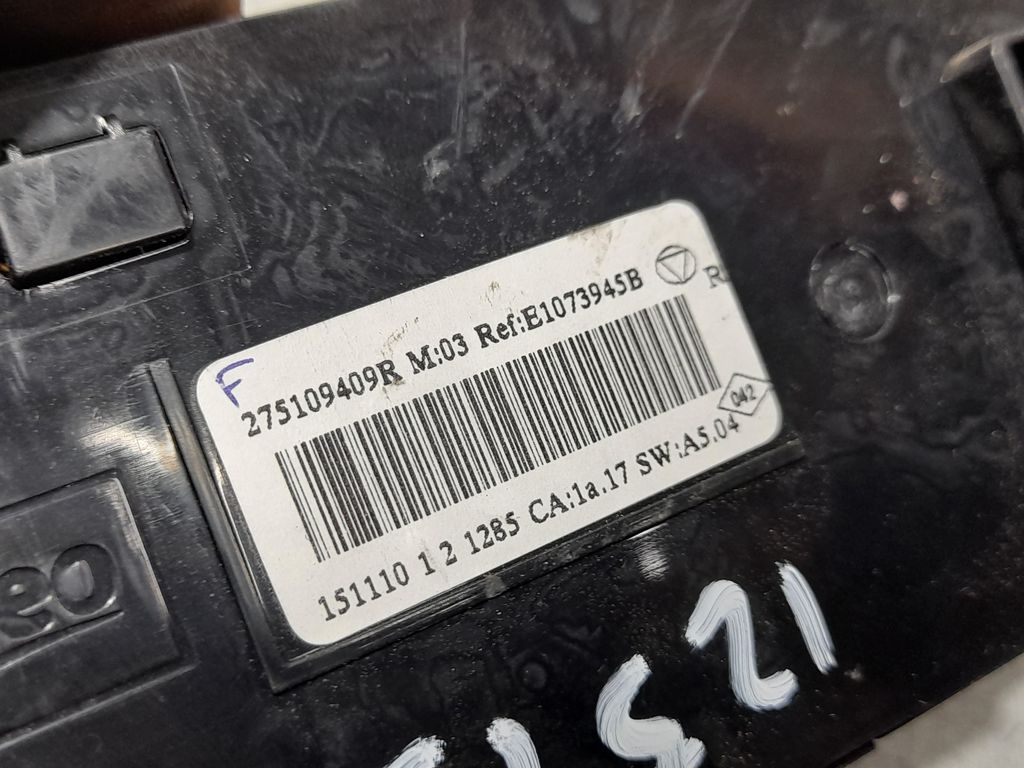 F
275109409R M:03 Ref:E1073945B R
042
151110 1 2 1285 CA:1a.17 SW:A5.04